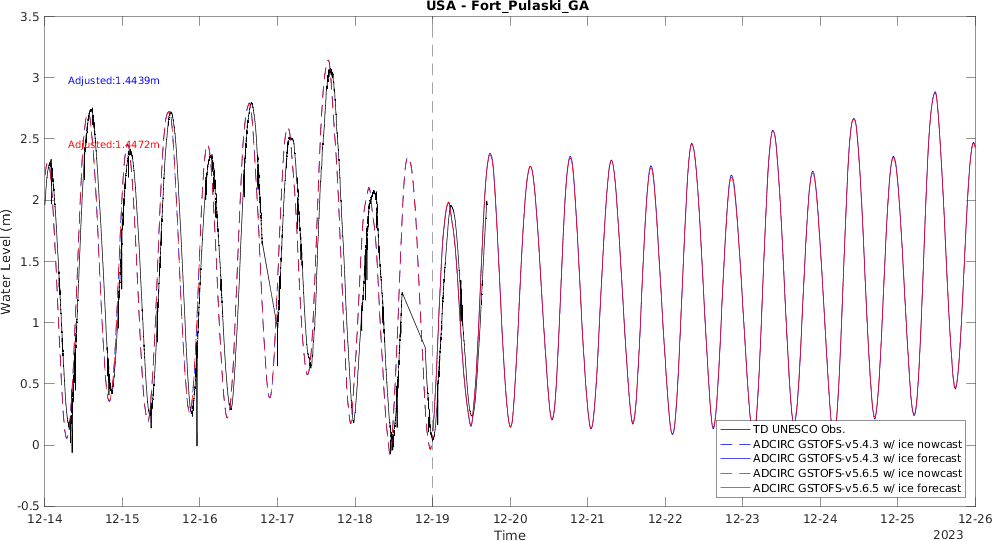 USA - Fort_Pulaski_GA
3.5
3
2.5
2
1.5
1
0.5
0
-0.5
Water Level (m)
Adjusted:1.4439m
Adjusted:1.4472m
TD UNESCO Obs.
ADCIRC GSTOFS-v5.4.3 w/ ice nowcast
ADCIRC GSTOFS-v5.4.3 w/ ice forecast
ADCIRC GSTOFS-v5.6.5 w/ ice nowcast
ADCIRC GSTOFS-v5.6.5 w/ ice forecast
12-14 12-15 12-16 12-17 12-18 12-19 12-20 12-21 12-22 12-23 12-24 12-25 12-26
Time
2023